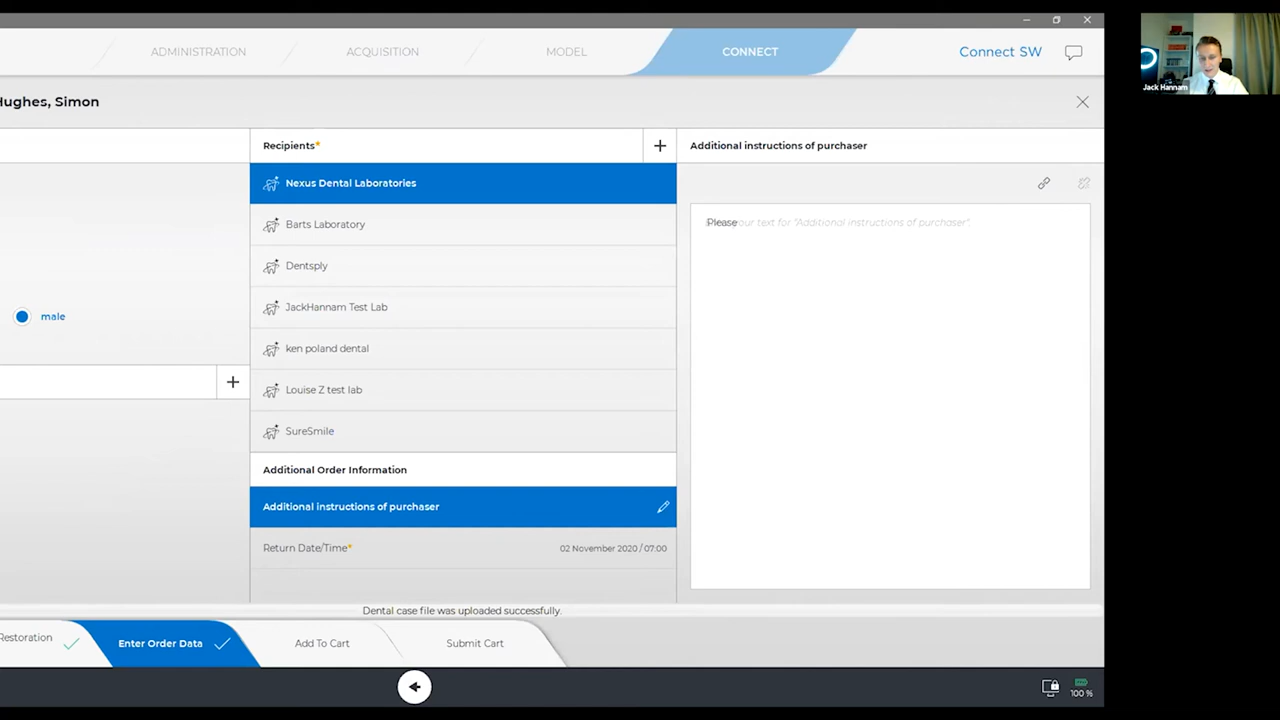 ADMINISTRATION
ACQUISITION
MODEL
CONNECT
Connect SW
Jack Hannam
Hughes, Simon
Recipients*
Additional instructions of purchaser
Nexus Dental Laboratories
Please your text for "Additional instructions of purchaser".
Barts Laboratory
Dentsply
JackHannam Test Lab
male
ken poland dental
Louise Z test lab
SureSmile
Additional Order Information
Additional instructions of purchaser
Return Date/Time* 02 November 2020 / 07:00
Dental case file was uploaded successfully.
Restoration
Enter Order Data
Add To Cart
Submit Cart
100 %